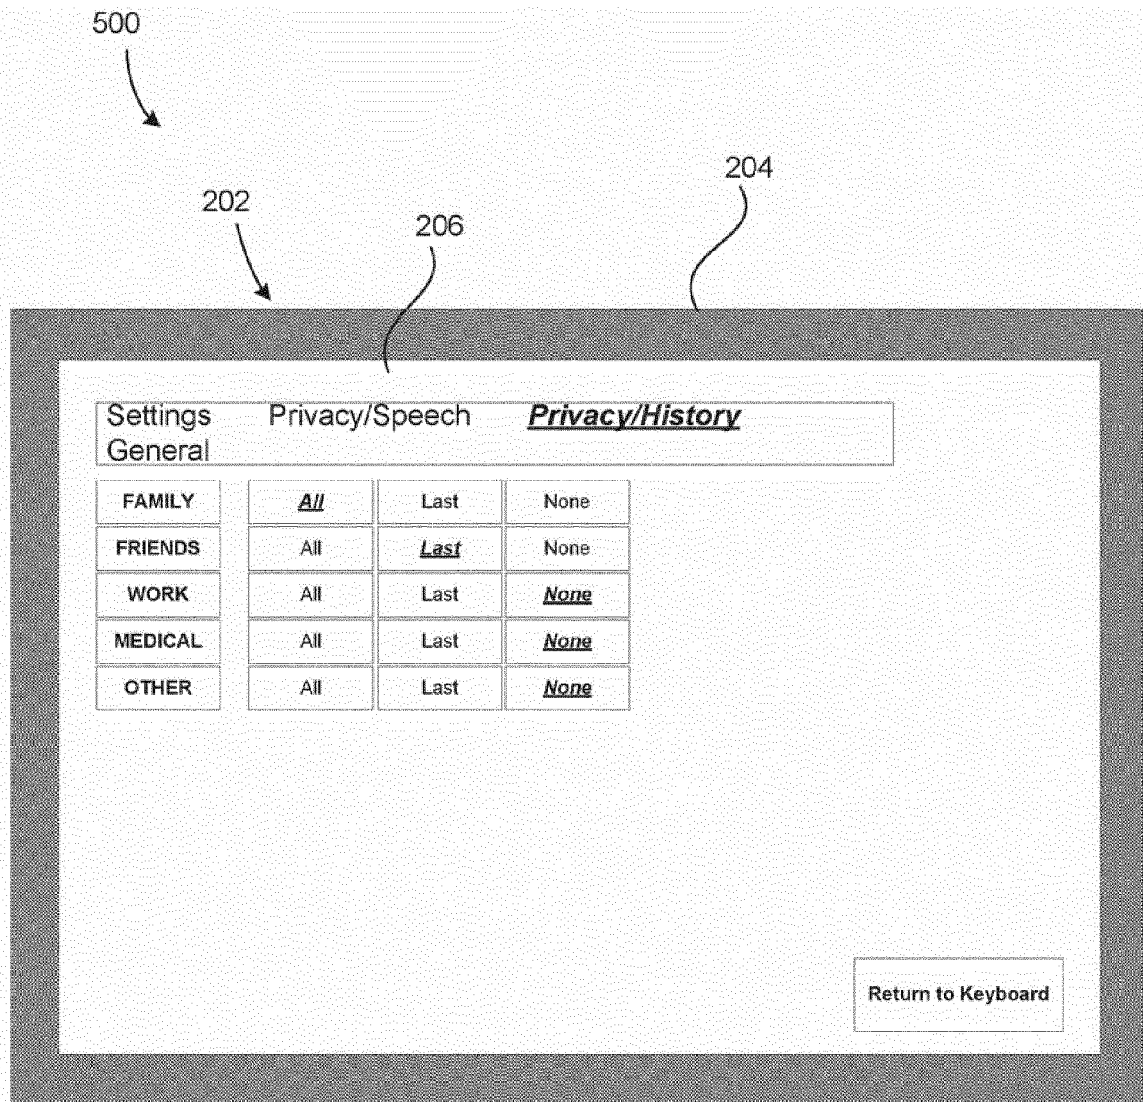 500
204
202
206
Settings Privacy/Speech Privacy/History
General
FAMILY All Last None
FRIENDS All Last None
WORK All Last None
MEDICAL All Last None
OTHER All Last None
Return to Keyboard